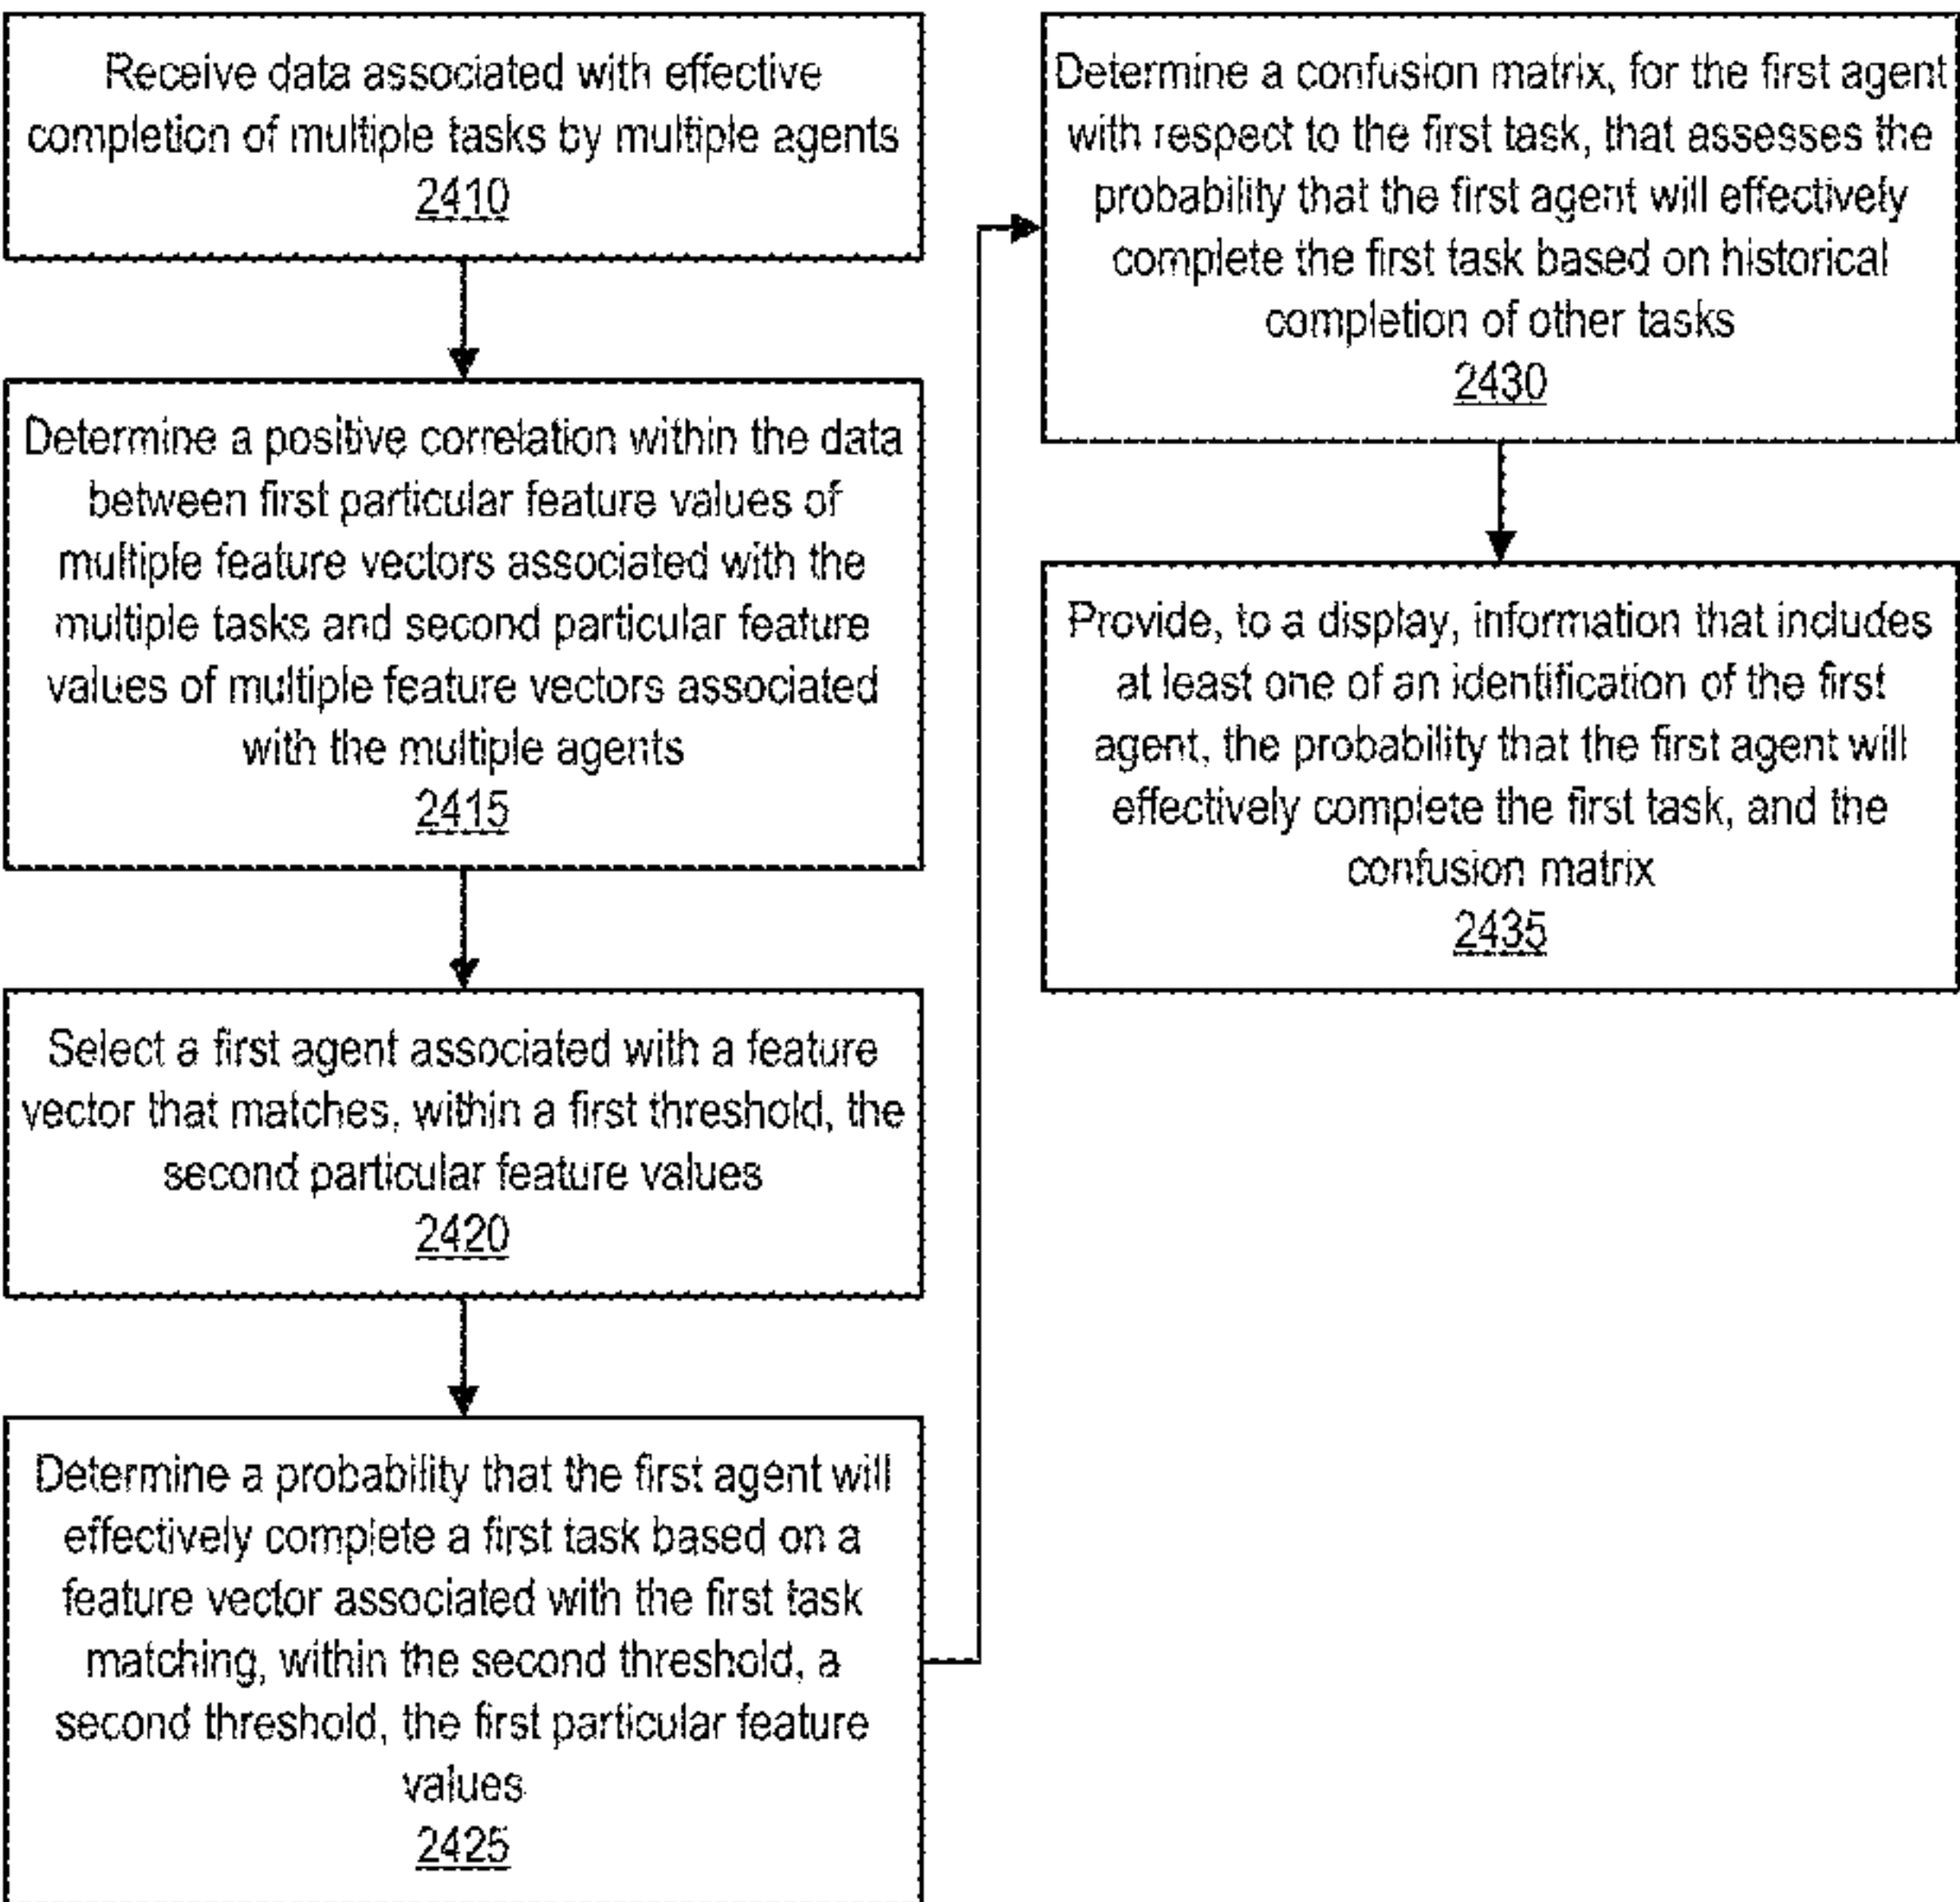 Receive data associated with effective
completion of multiple tasks by multiple agents
2410
Determine a positive correlation within the data
between first particular feature values of
multiple feature vectors associated with the
multiple tasks and second particular feature
values of multiple feature vectors associated
with the multiple agents
2415
Select a first agent associated with a feature
vector that matches, within a first threshold, the
second particular feature values
2420
Determine a probability that the first agent will
effectively complete a first task based on a
feature vector associated with the first task
matching, within the second threshold, a
second threshold, the first particular feature
values
2425
Determine a confusion matrix, for the first agent
with respect to the first task, that assesses the
probability that the first agent will effectively
complete the first task based on historical
completion of other tasks
2430
Provide, to a display, information that includes
at least one of an identification of the first
agent, the probability that the first agent will
effectively complete the first task, and the
confusion matrix
2435